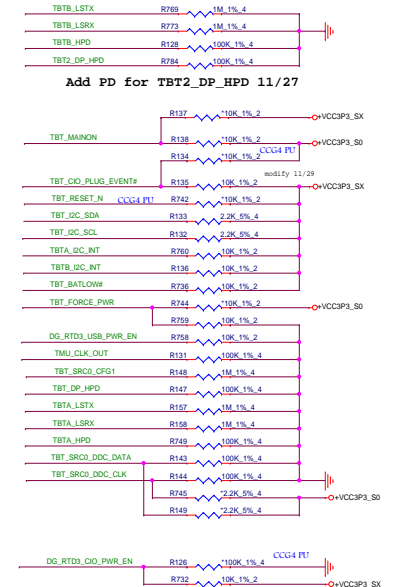 TBTB_LSTX R769 1M_1%_4
TBTB_LSRX R773 1M_1%_4
TBTB_HPD R128 100K_1%_4
TBT2_DP_HPD R784 100K_1%_4
Add PD for TBT2_DP_HPD 11/27
R137 *10K_1%_2 +VCC3P3_SX
TBT_MAINON R138 *10K_1%_2 +VCC3P3_S0
CCG4 PU
R134 *10K_1%_2
modify 11/29
TBT_CIO_PLUG_EVENT# R135 10K_1%_2 +VCC3P3_SX
TBT_RESET_N CCG4 PU R742 *10K_1%_2
TBT_I2C_SDA R133 2.2K_5%_4
TBT_I2C_SCL R132 2.2K_5%_4
TBTA_I2C_INT R760 10K_1%_2
TBTB_I2C_INT R136 10K_1%_2
TBT_BATLOW# R736 10K_1%_2
TBT_FORCE_PWR R744 *10K_1%_2 +VCC3P3_S0
R759 10K_1%_2
DG_RTD3_USB_PWR_EN R758 10K_1%_2
TMU_CLK_OUT R131 100K_1%_4
TBT_SRC0_CFG1 R148 1M_1%_4
TBT_DP_HPD R147 100K_1%_4
TBTA_LSTX R157 1M_1%_4
TBTA_LSRX R158 1M_1%_4
TBTA_HPD R749 100K_1%_4
TBT_SRC0_DDC_DATA R143 100K_1%_4
TBT_SRC0_DDC_CLK R144 100K_1%_4
R745 *2.2K_5%_4 +VCC3P3_S0
R149 *2.2K_5%_4
CCG4 PU
DG_RTD3_CIO_PWR_EN R126 *100K_1%_4
R732 10K_1%_2 +VCC3P3_SX